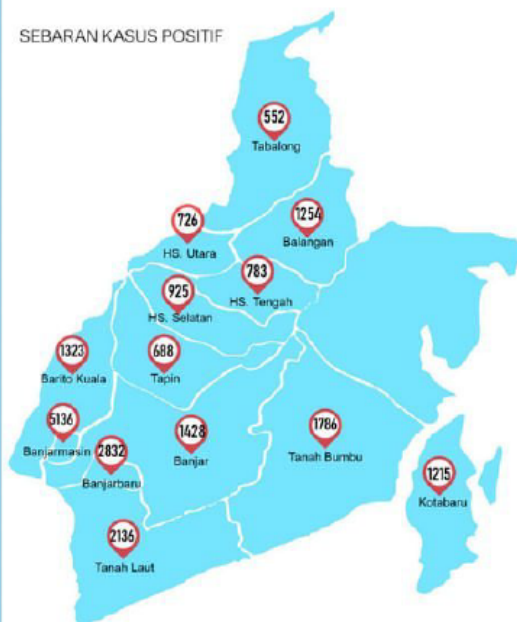 SEBARAN KASUS POSITIF
552
Tabalong
726
HS. Utara
1254
Balangan
783
HS. Tengah
925
HS. Selatan
1323
Barito Kuala
688
Tapin
5136
Banjarmasin
2832
Banjarbaru
1428
Banjar
1786
Tanah Bumbu
1215
Kotabaru
2136
Tanah Laut